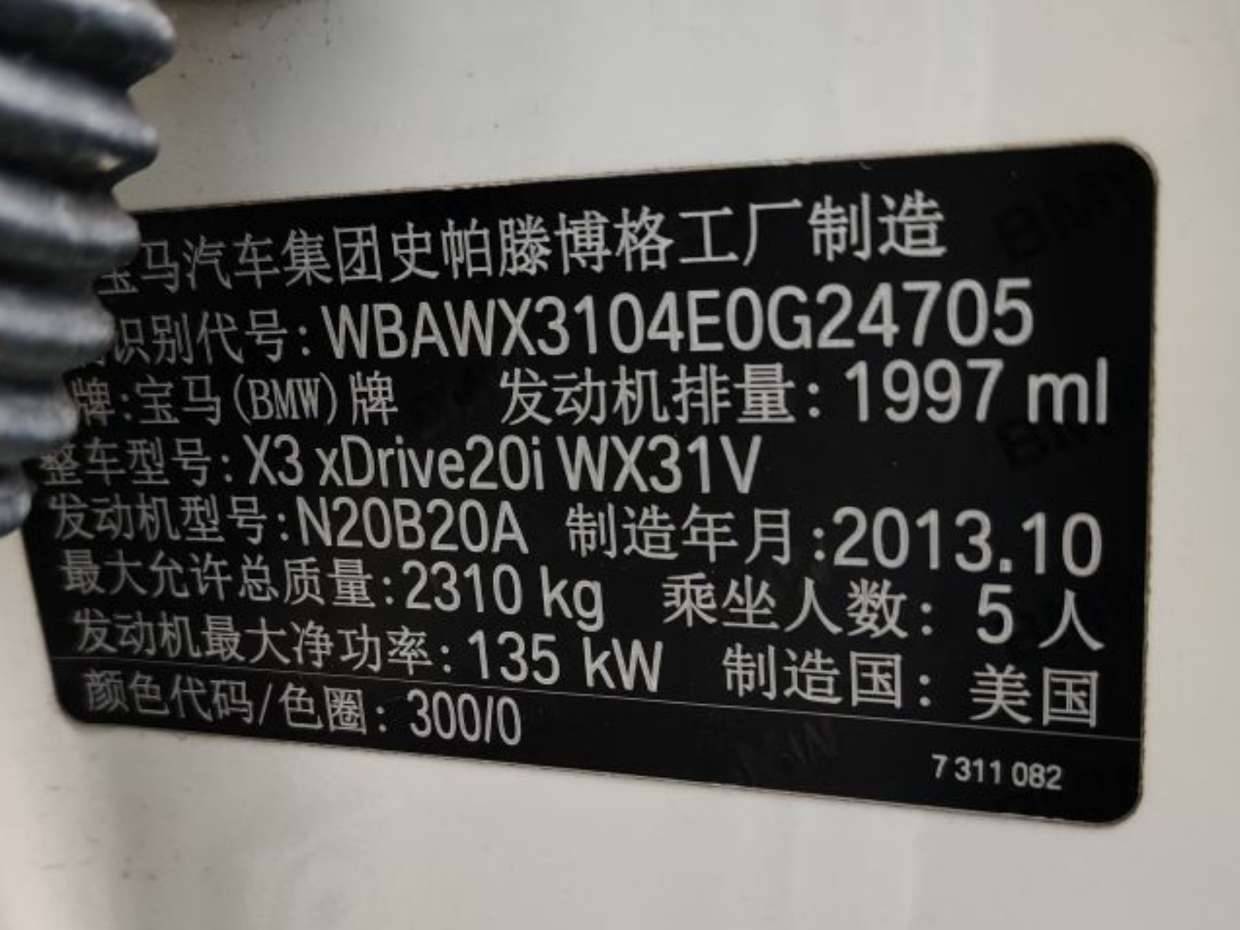 宝马汽车集团史帕滕博格工厂制造
识别代号: WBAWX3104E0G24705
牌:宝马(BMW)牌 发动机排量: 1997 ml
整车型号: X3 xDrive20i WX31V
发动机型号:N20B20A 制造年月:2013.10
最大允许总质量:2310 kg 乘坐人数: 5 人
发动机最大净功率: 135 kW 制造国: 美国
颜色代码/色圈: 300/0
7 311 082